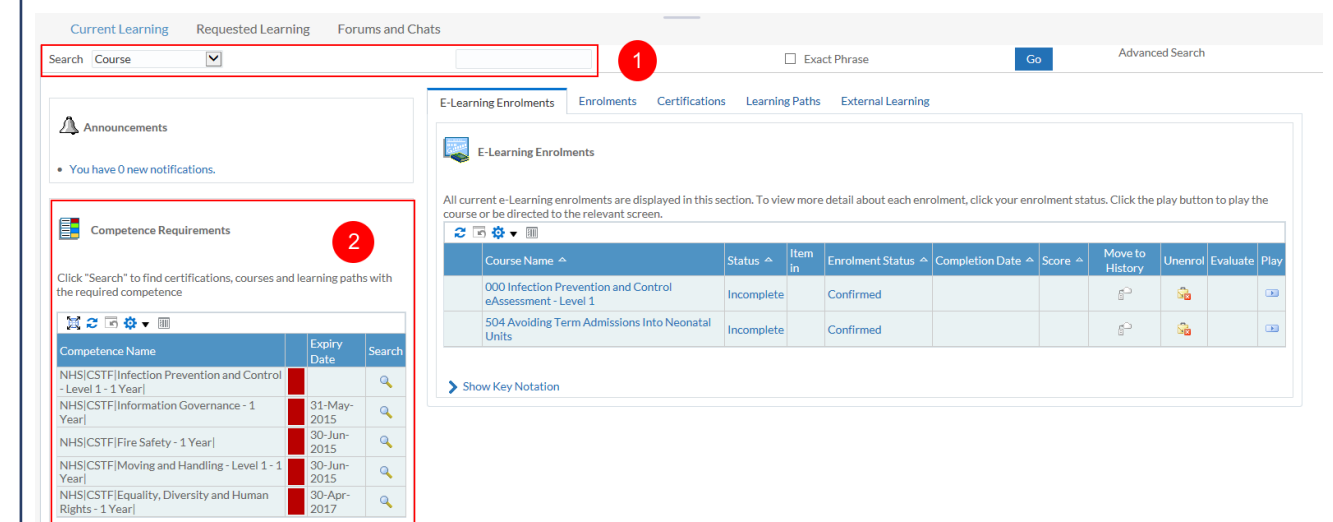 Current Learning Requested Learning Forums and Chats
Search Course 1 Exact Phrase Go Advanced Search
Announcements
• You have 0 new notifications.
2
Competence Requirements
Click "Search" to find certifications, courses and learning paths with
the required competence
Competence Name Expiry Date Search
NHS|CSTF|Infection Prevention and Control
- Level 1 - 1 Year|
NHS|CSTF|Information Governance - 1 31-May-
Year| 2015
NHS|CSTF|Fire Safety - 1 Year| 30-Jun-
2015
NHS|CSTF|Moving and Handling - Level 1 - 1 30-Jun-
Year| 2015
NHS|CSTF|Equality, Diversity and Human 30-Apr-
Rights - 1 Year| 2017
E-Learning Enrolments Enrolments Certifications Learning Paths External Learning
E-Learning Enrolments
All current e-Learning enrolments are displayed in this section. To view more detail about each enrolment, click your enrolment status. Click the play button to play the
course or be directed to the relevant screen.
Course Name Status Item in Enrolment Status Completion Date Score Move to History Unenrol Evaluate Play
000 Infection Prevention and Control
eAssessment - Level 1 Incomplete Confirmed
504 Avoiding Term Admissions Into Neonatal
Units Incomplete Confirmed
Show Key Notation